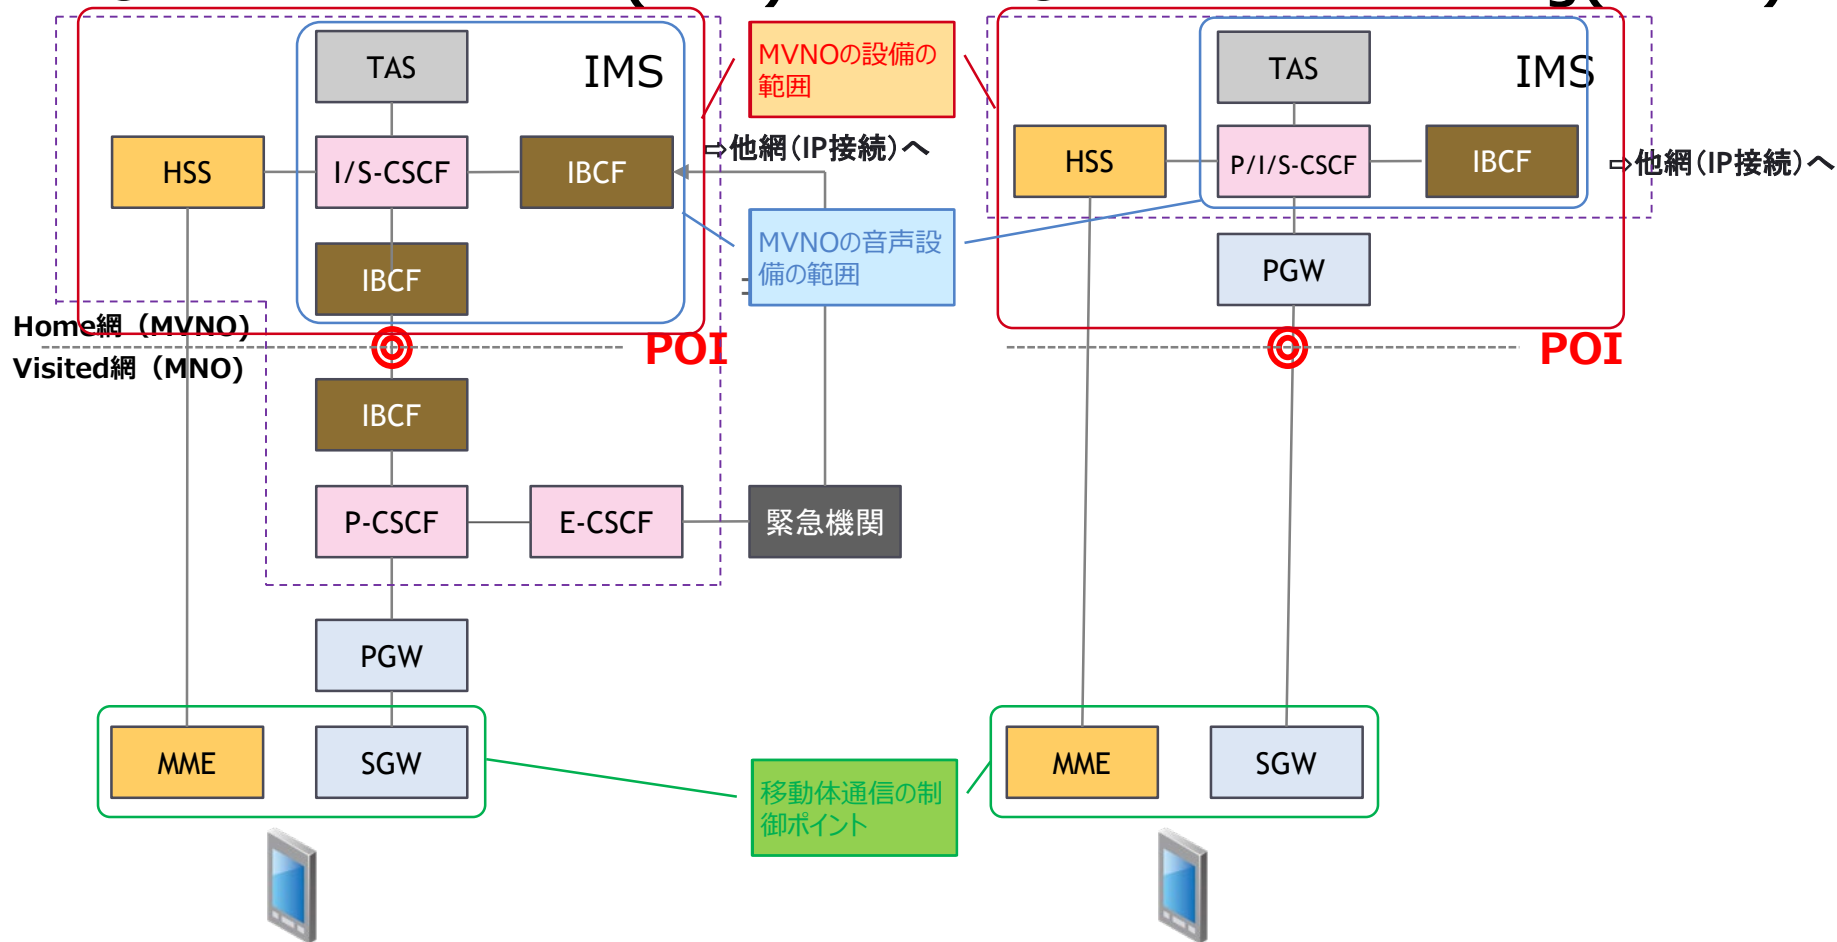 TAS
IMS
HSS
I/S-CSCF
IBCF
⇨他網(IP接続)へ
IBCF
Home網（MVNO)
Visited網（MNO)
POI
IBCF
P-CSCF
E-CSCF
緊急機関
PGW
MME
SGW
MVNOの設備の
範囲
MVNOの音声設
備の範囲
移動体通信の制
御ポイント
TAS
IMS
HSS
P/I/S-CSCF
IBCF
⇨他網(IP接続)へ
PGW
POI
MME
SGW